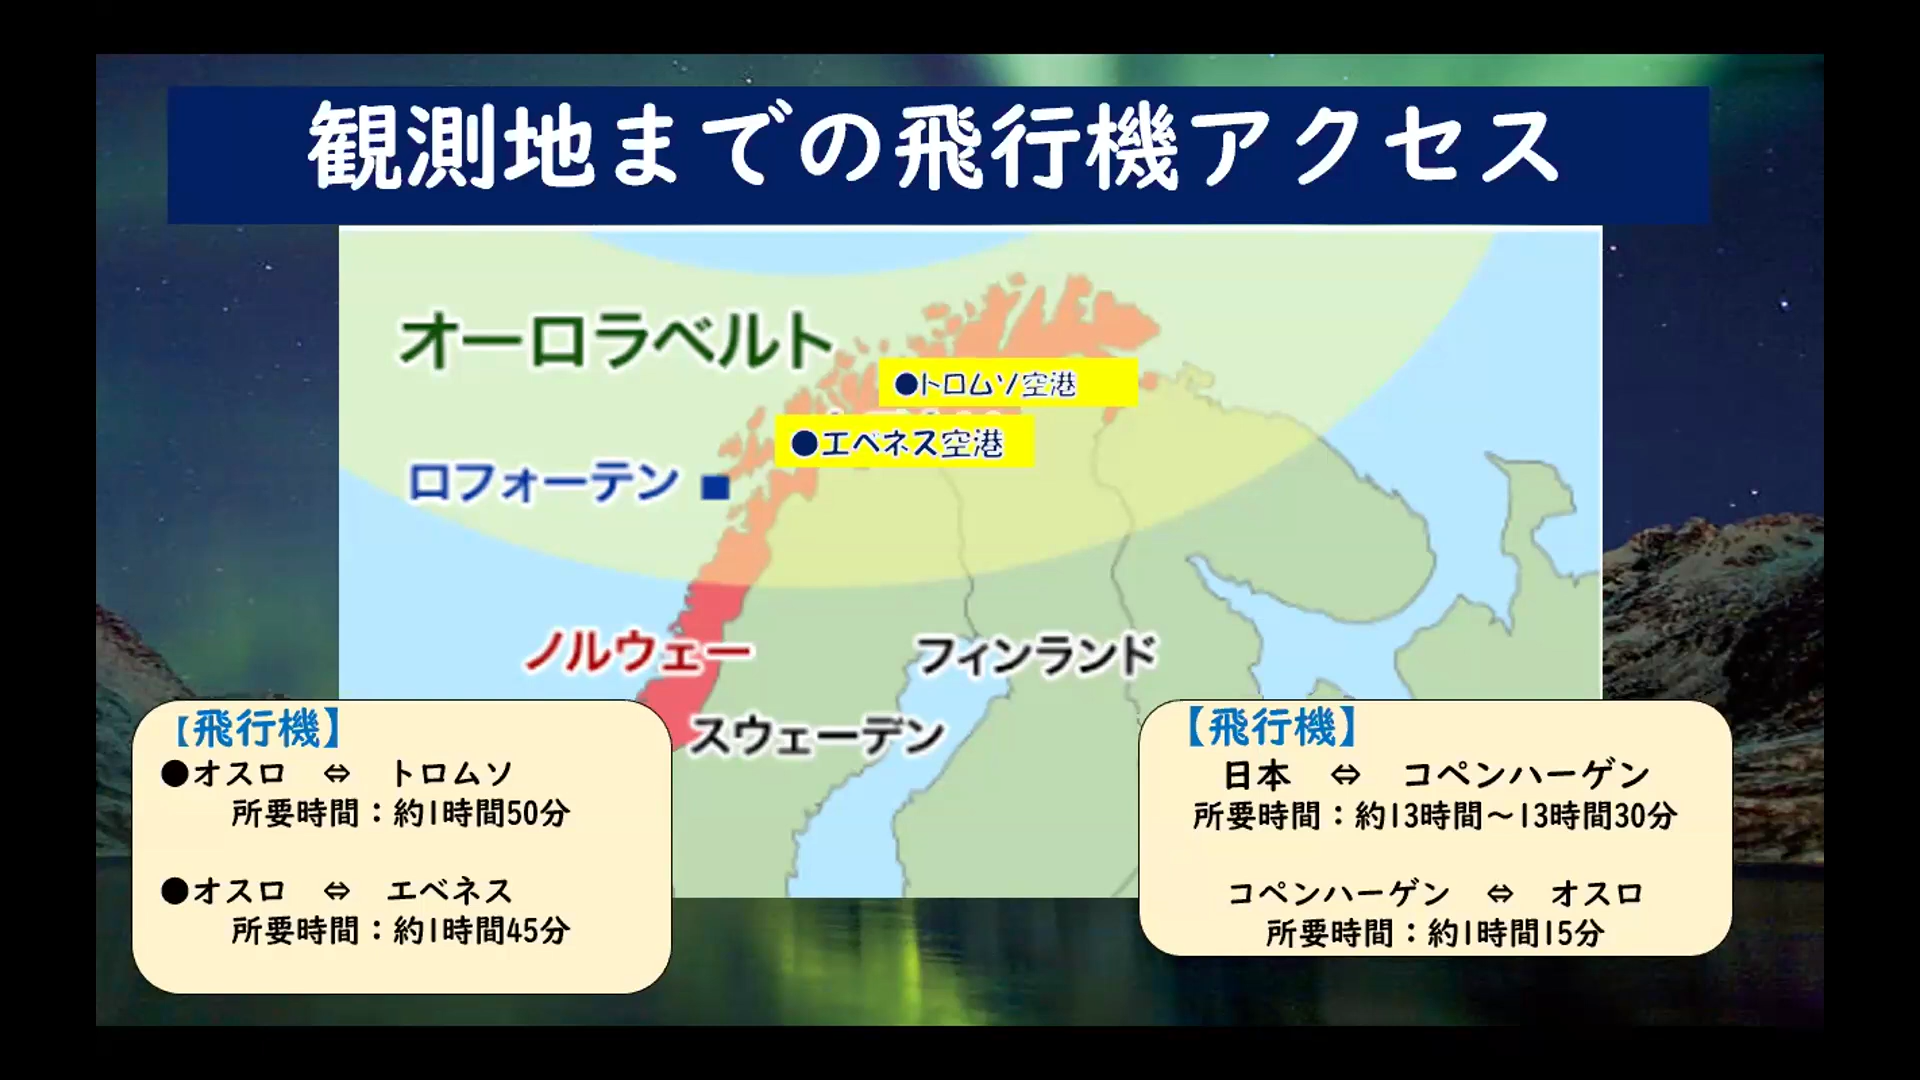 観測地までの飛行機アクセス
オーロラベルト
●トロムソ空港
●エベネス空港
ロフォーテン
ノルウェー
フィンランド
スウェーデン
【飛行機】
●オスロ ⇔ トロムソ
所要時間:約1時間50分
●オスロ ⇔ エベネス
所要時間:約1時間45分
【飛行機】
日本 ⇔ コペンハーゲン
所要時間:約13時間～13時間30分
コペンハーゲン ⇔ オスロ
所要時間:約1時間15分